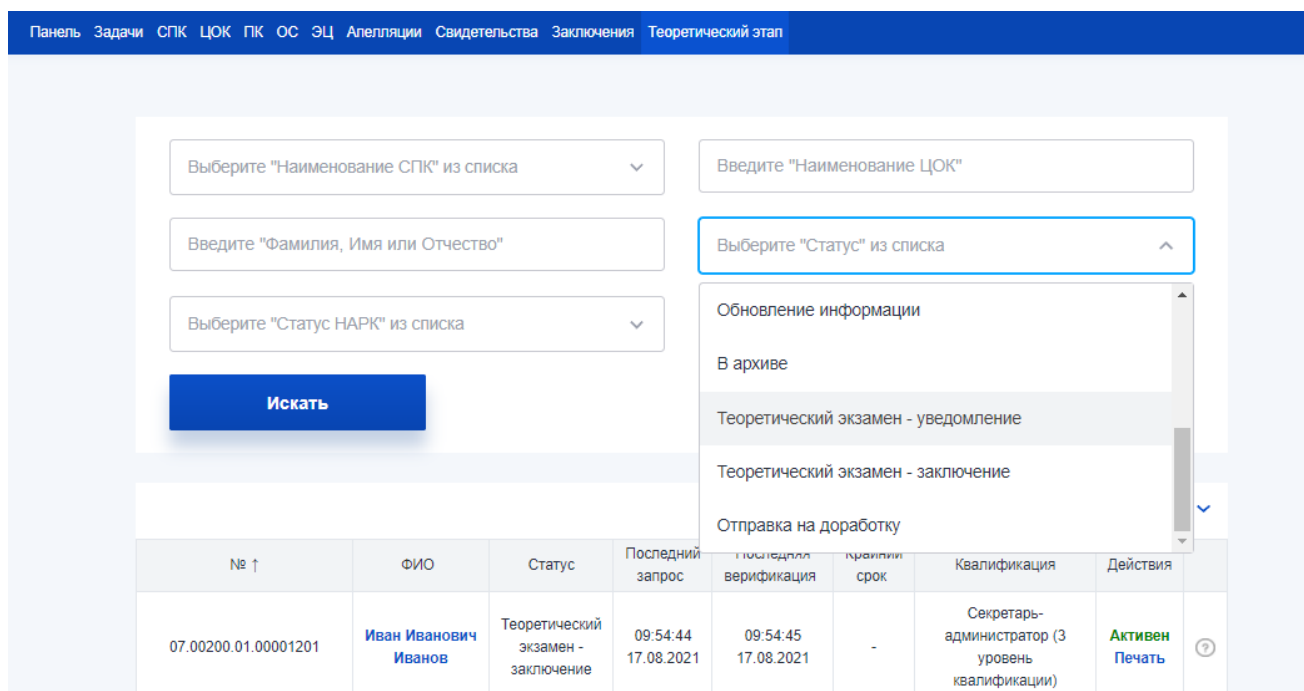 Панель Задачи СПК ЦОК ПК ОС ЭЦ Апелляции Свидетельства Заключения Теоретический этап
Выберите "Наименование СПК" из списка
Введите "Наименование ЦОК"
Введите "Фамилия, Имя или Отчество"
Выберите "Статус" из списка
Выберите "Статус НАРК" из списка
Обновление информации
В архиве
Искать
Теоретический экзамен - уведомление
Теоретический экзамен - заключение
Отправка на доработку
№ ↑
ФИО
Статус
Последний
запрос
Последняя
верификация
Крайний
срок
Квалификация
Действия
07.00200.01.00001201
Иван Иванович
Иванов
Теоретический
экзамен -
заключение
09:54:44
17.08.2021
09:54:45
17.08.2021
-
Секретарь-
администратор (3
уровень
квалификации)
Активен
Печать
?